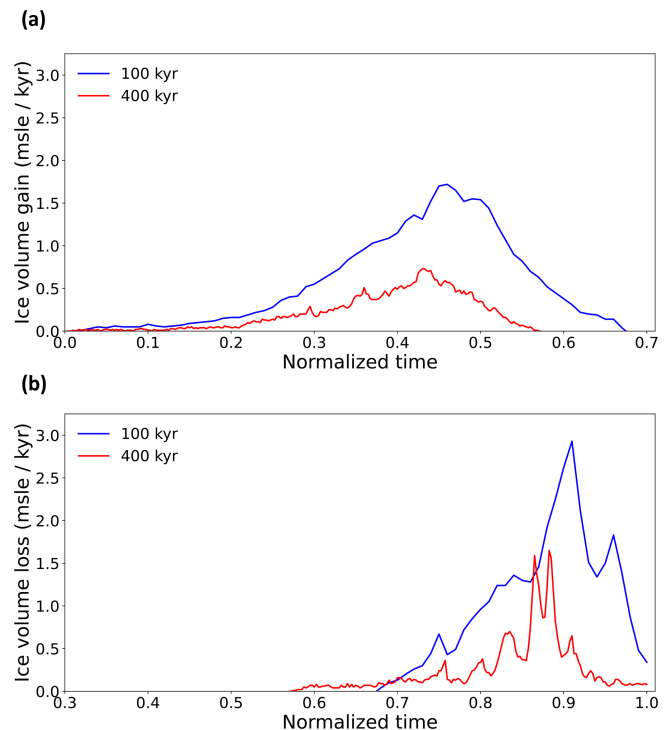 (a)
Ice volume gain (msle / kyr)
3.0
2.5
2.0
1.5
1.0
0.5
0.0
100 kyr
400 kyr
0.0 0.1 0.2 0.3 0.4 0.5 0.6 0.7
Normalized time
(b)
Ice volume loss (msle / kyr)
3.0
2.5
2.0
1.5
1.0
0.5
0.0
100 kyr
400 kyr
0.3 0.4 0.5 0.6 0.7 0.8 0.9 1.0
Normalized time